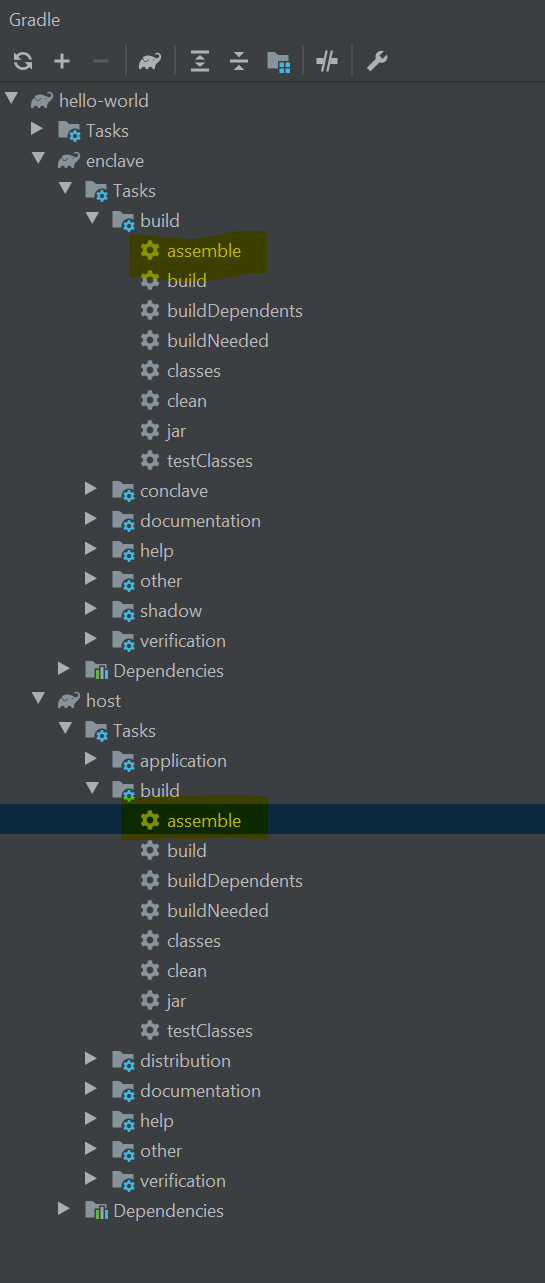 Gradle
hello-world
Tasks
enclave
Tasks
build
assemble
build
buildDependents
buildNeeded
classes
clean
jar
testClasses
conclave
documentation
help
other
shadow
verification
Dependencies
host
Tasks
application
build
assemble
build
buildDependents
buildNeeded
classes
clean
jar
testClasses
distribution
documentation
help
other
verification
Dependencies